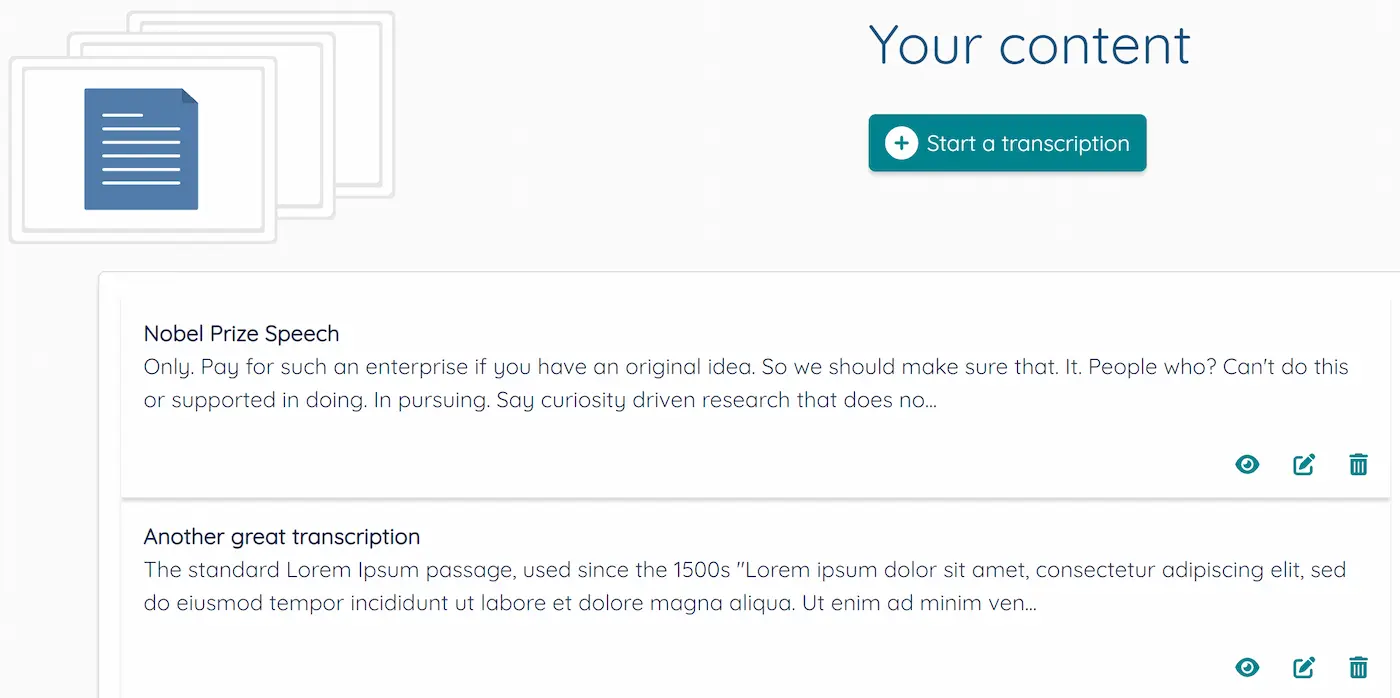 Your content
Start a transcription
Nobel Prize Speech
Only. Pay for such an enterprise if you have an original idea. So we should make sure that. It. People who? Can't do this
or supported in doing. In pursuing. Say curiosity driven research that does no...
Another great transcription
The standard Lorem Ipsum passage, used since the 1500s "Lorem ipsum dolor sit amet, consectetur adipiscing elit, sed
do eiusmod tempor incididunt ut labore et dolore magna aliqua. Ut enim ad minim ven...